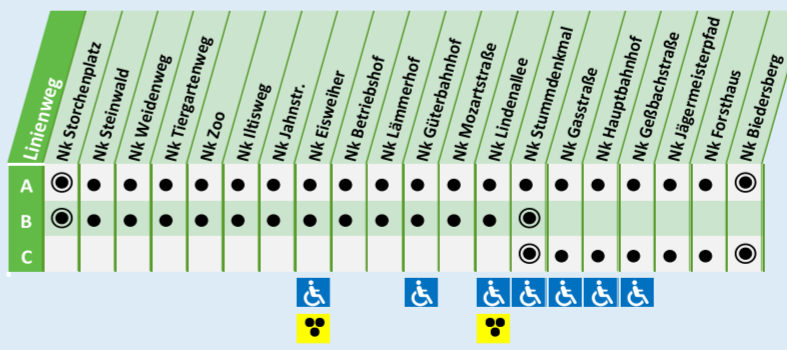 Linienweg
Nk Storchenplatz
Nk Steinwald
Nk Weidenweg
Nk Tiergartenweg
Nk Zoo
Nk Iltisweg
Nk Jahnstr.
Nk Eisweiher
Nk Betriebshof
Nk Lämmerhof
Nk Güterbahnhof
Nk Mozartstraße
Nk Lindenallee
Nk Stummdenkmal
Nk Gasstraße
Nk Hauptbahnhof
Nk Geßbachstraße
Nk Jägermeisterpfad
Nk Forsthaus
Nk Biedersberg
A
B
C